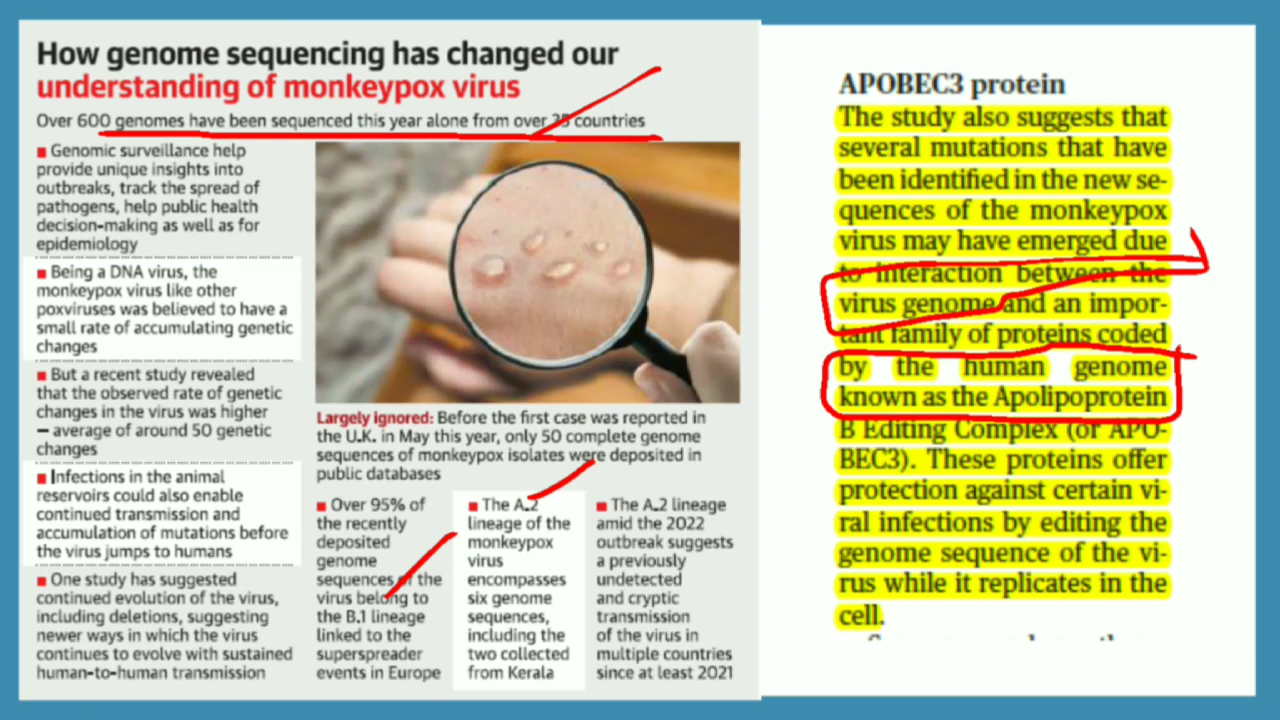 How genome sequencing has changed our
understanding of monkeypox virus
Over 600 genomes have been sequenced this year alone from over 35 countries
■ Genomic surveillance help
provide unique insights into
outbreaks, track the spread of
pathogens, help public health
decision-making as well as for
epidemiology
■ Being a DNA virus, the
monkeypox virus like other
poxviruses was believed to have a
small rate of accumulating genetic
changes
■ But a recent study revealed
that the observed rate of genetic
changes in the virus was higher
— average of around 50 genetic
changes
■ Infections in the animal
reservoirs could also enable
continued transmission and
accumulation of mutations before
the virus jumps to humans
■ One study has suggested
continued evolution of the virus,
including deletions, suggesting
newer ways in which the virus
continues to evolve with sustained
human-to-human transmission
Largely ignored: Before the first case was reported in
the U.K. in May this year, only 50 complete genome
sequences of monkeypox isolates were deposited in
public databases
■ Over 95% of
the recently
deposited
genome
sequences of the
virus belong to
the B.1 lineage
linked to the
superspreader
events in Europe
■ The A.2
lineage of the
monkeypox
virus
encompasses
six genome
sequences,
including the
two collected
from Kerala
■ The A.2 lineage
amid the 2022
outbreak suggests
a previously
undetected
and cryptic
transmission
of the virus in
multiple countries
since at least 2021
APOBEC3 protein
The study also suggests that
several mutations that have
been identified in the new se-
quences of the monkeypox
virus may have emerged due
to interaction between the
virus genome and an impor-
tant family of proteins coded
by the human genome
known as the Apolipoprotein
B Editing Complex (or APO-
BEC3). These proteins offer
protection against certain vi-
ral infections by editing the
genome sequence of the vi-
rus while it replicates in the
cell.